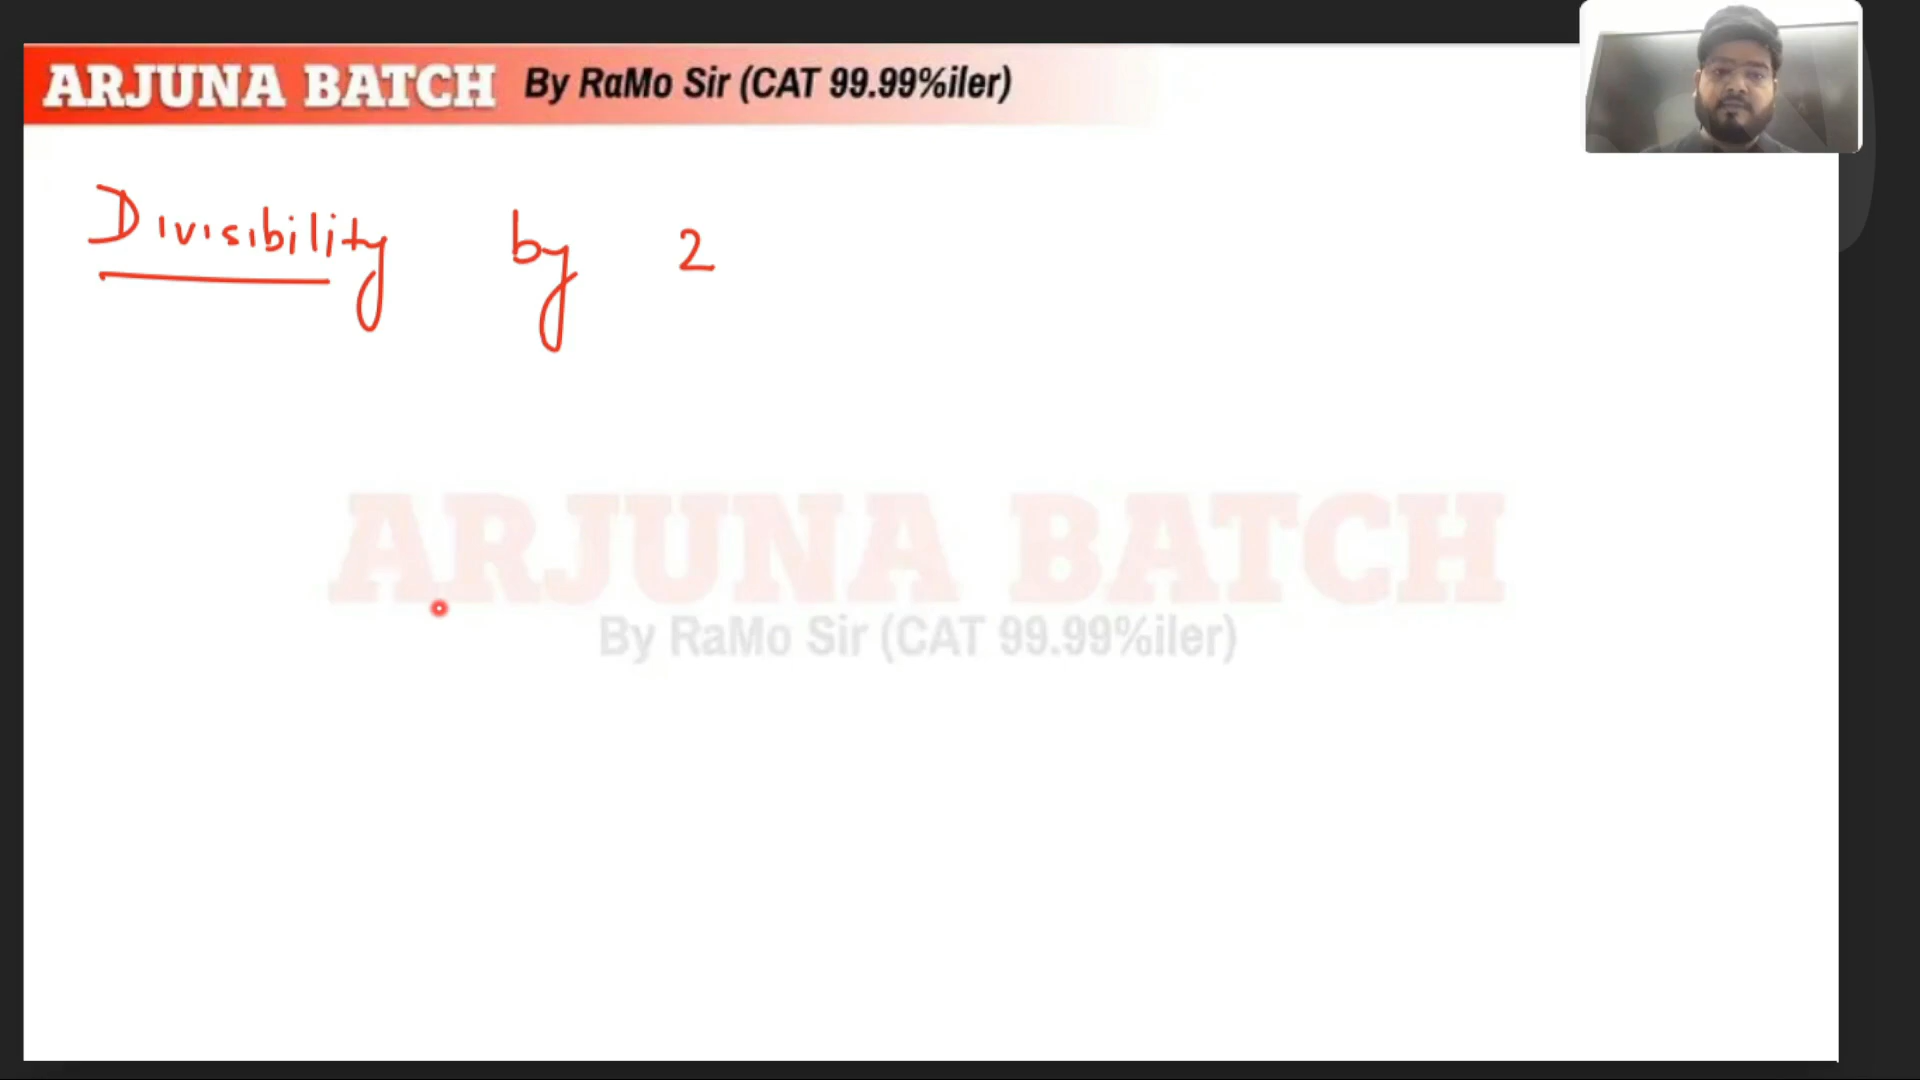 ARJUNA BATCH By RaMo Sir (CAT 99.99%iler)
Divisibility by 2
ARJUNA BATCH
By RaMo Sir (CAT 99.99%iler)